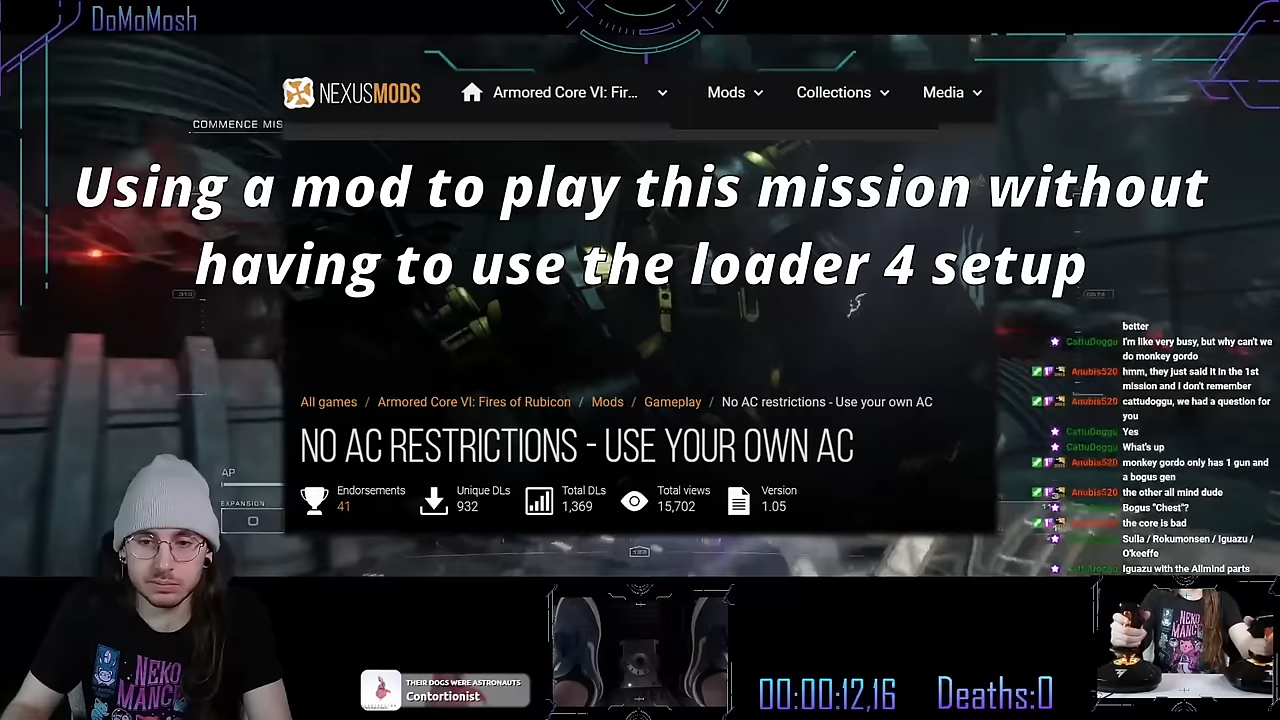 DoMoMosh
NEXUSMODS
Armored Core VI: Fir...
Mods
Collections
Media
COMMENCE MIS
Using a mod to play this mission without
having to use the loader 4 setup
All games / Armored Core VI: Fires of Rubicon / Mods / Gameplay / No AC restrictions - Use your own AC
NO AC RESTRICTIONS - USE YOUR OWN AC
Endorsements
41
Unique DLs
932
Total DLs
1,369
Total views
15,702
Version
1.05
better
CattuDoggu I'm like very busy, but why can't we
do monkey gordo
Anubis520 hmm, they just said it in the 1st
mission and I don't remember
Anubis520 cattudoggu, we had a question for
you
CattuDoggu Yes
CattuDoggu What's up
Anubis520 monkey gordo only has 1 gun and
a bogus gen
Anubis520 the other all mind dude
Bogus "Chest"?
the core is bad
Sulla / Rokumonsen / Iguazu /
O'keeffe
CattuDoggu Iguazu with the Allmind parts
AP
EXPANSION
NEKO
MANC
THEIR DOGS WERE ASTRONAUTS
Contortionist
00:00:12,16
Deaths:0
NEKO
MANC